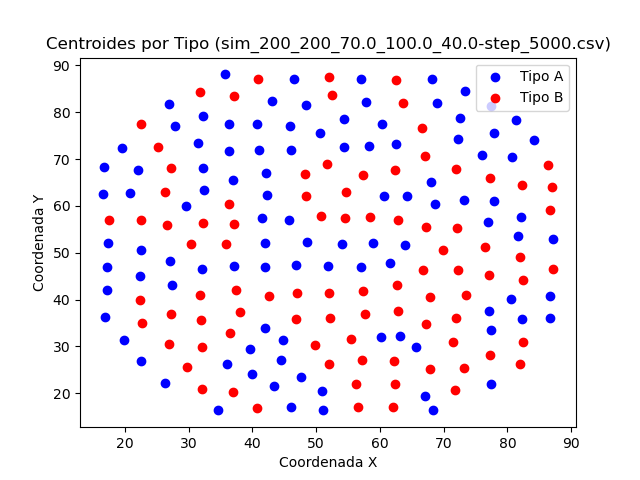 Centroides por Tipo (sim_200_200_70.0_100.0_40.0-step_5000.csv)
Tipo A
Tipo B
90
80
70
60
50
40
30
20
Coordenada Y
20 30 40 50 60 70 80 90
Coordenada X